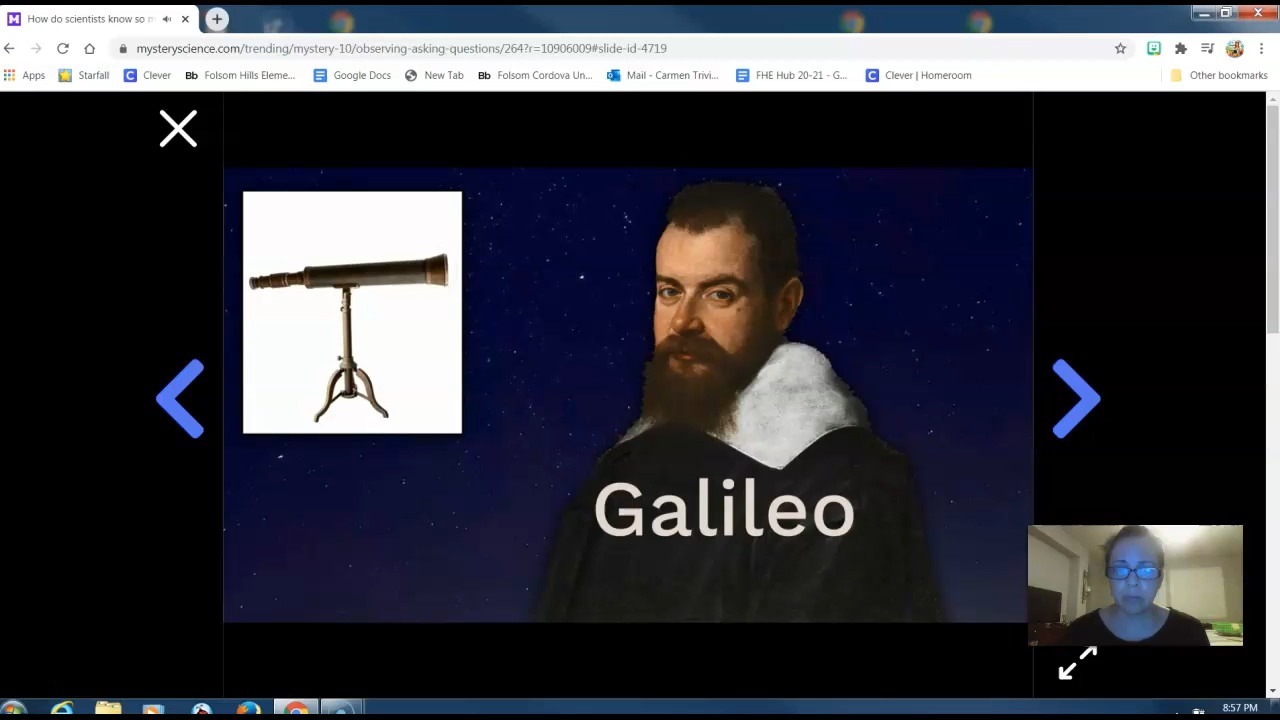 How do scientists know so m
mysteryscience.com/trending/mystery-10/observing-asking-questions/264?r=10906009#slide-id-4719
Apps Starfall Clever Bb Folsom Hills Eleme... Google Docs New Tab Bb Folsom Cordova Un... Mail - Carmen Trivi... FHE Hub 20-21 - G... Clever | Homeroom Other bookmarks
Galileo
8:57 PM